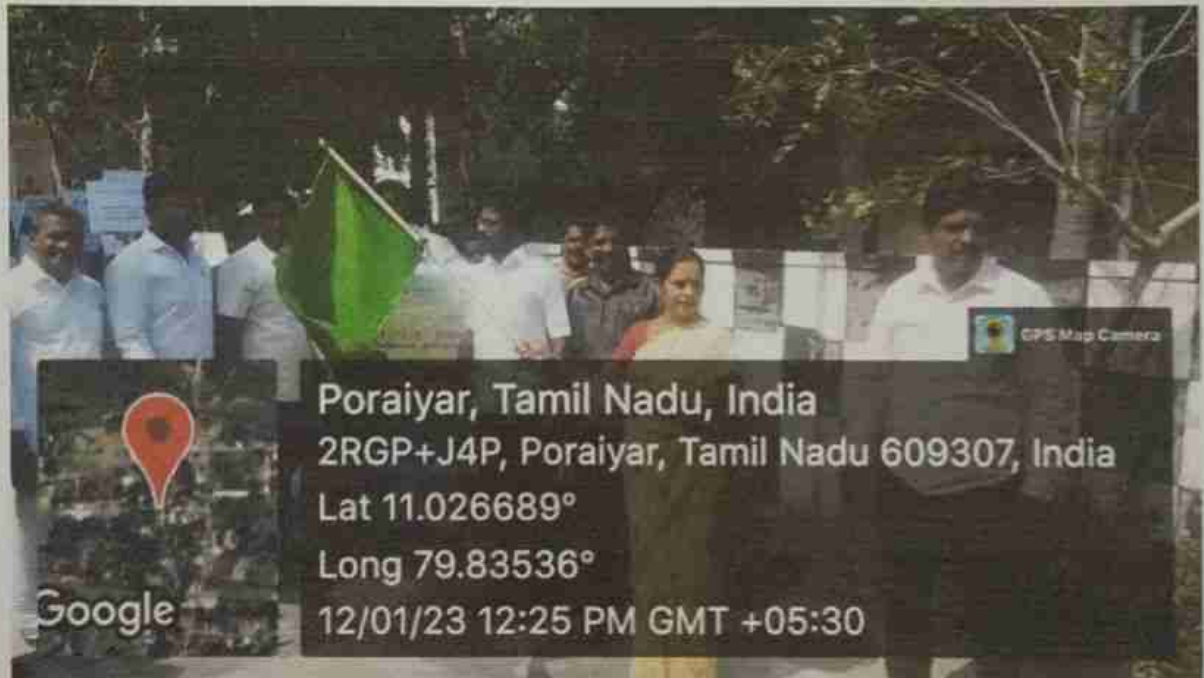 GPS Map Camera
Poraiyar, Tamil Nadu, India
2RGP+J4P, Poraiyar, Tamil Nadu 609307, India
Lat 11.026689°
Long 79.83536°
12/01/23 12:25 PM GMT +05:30
Google